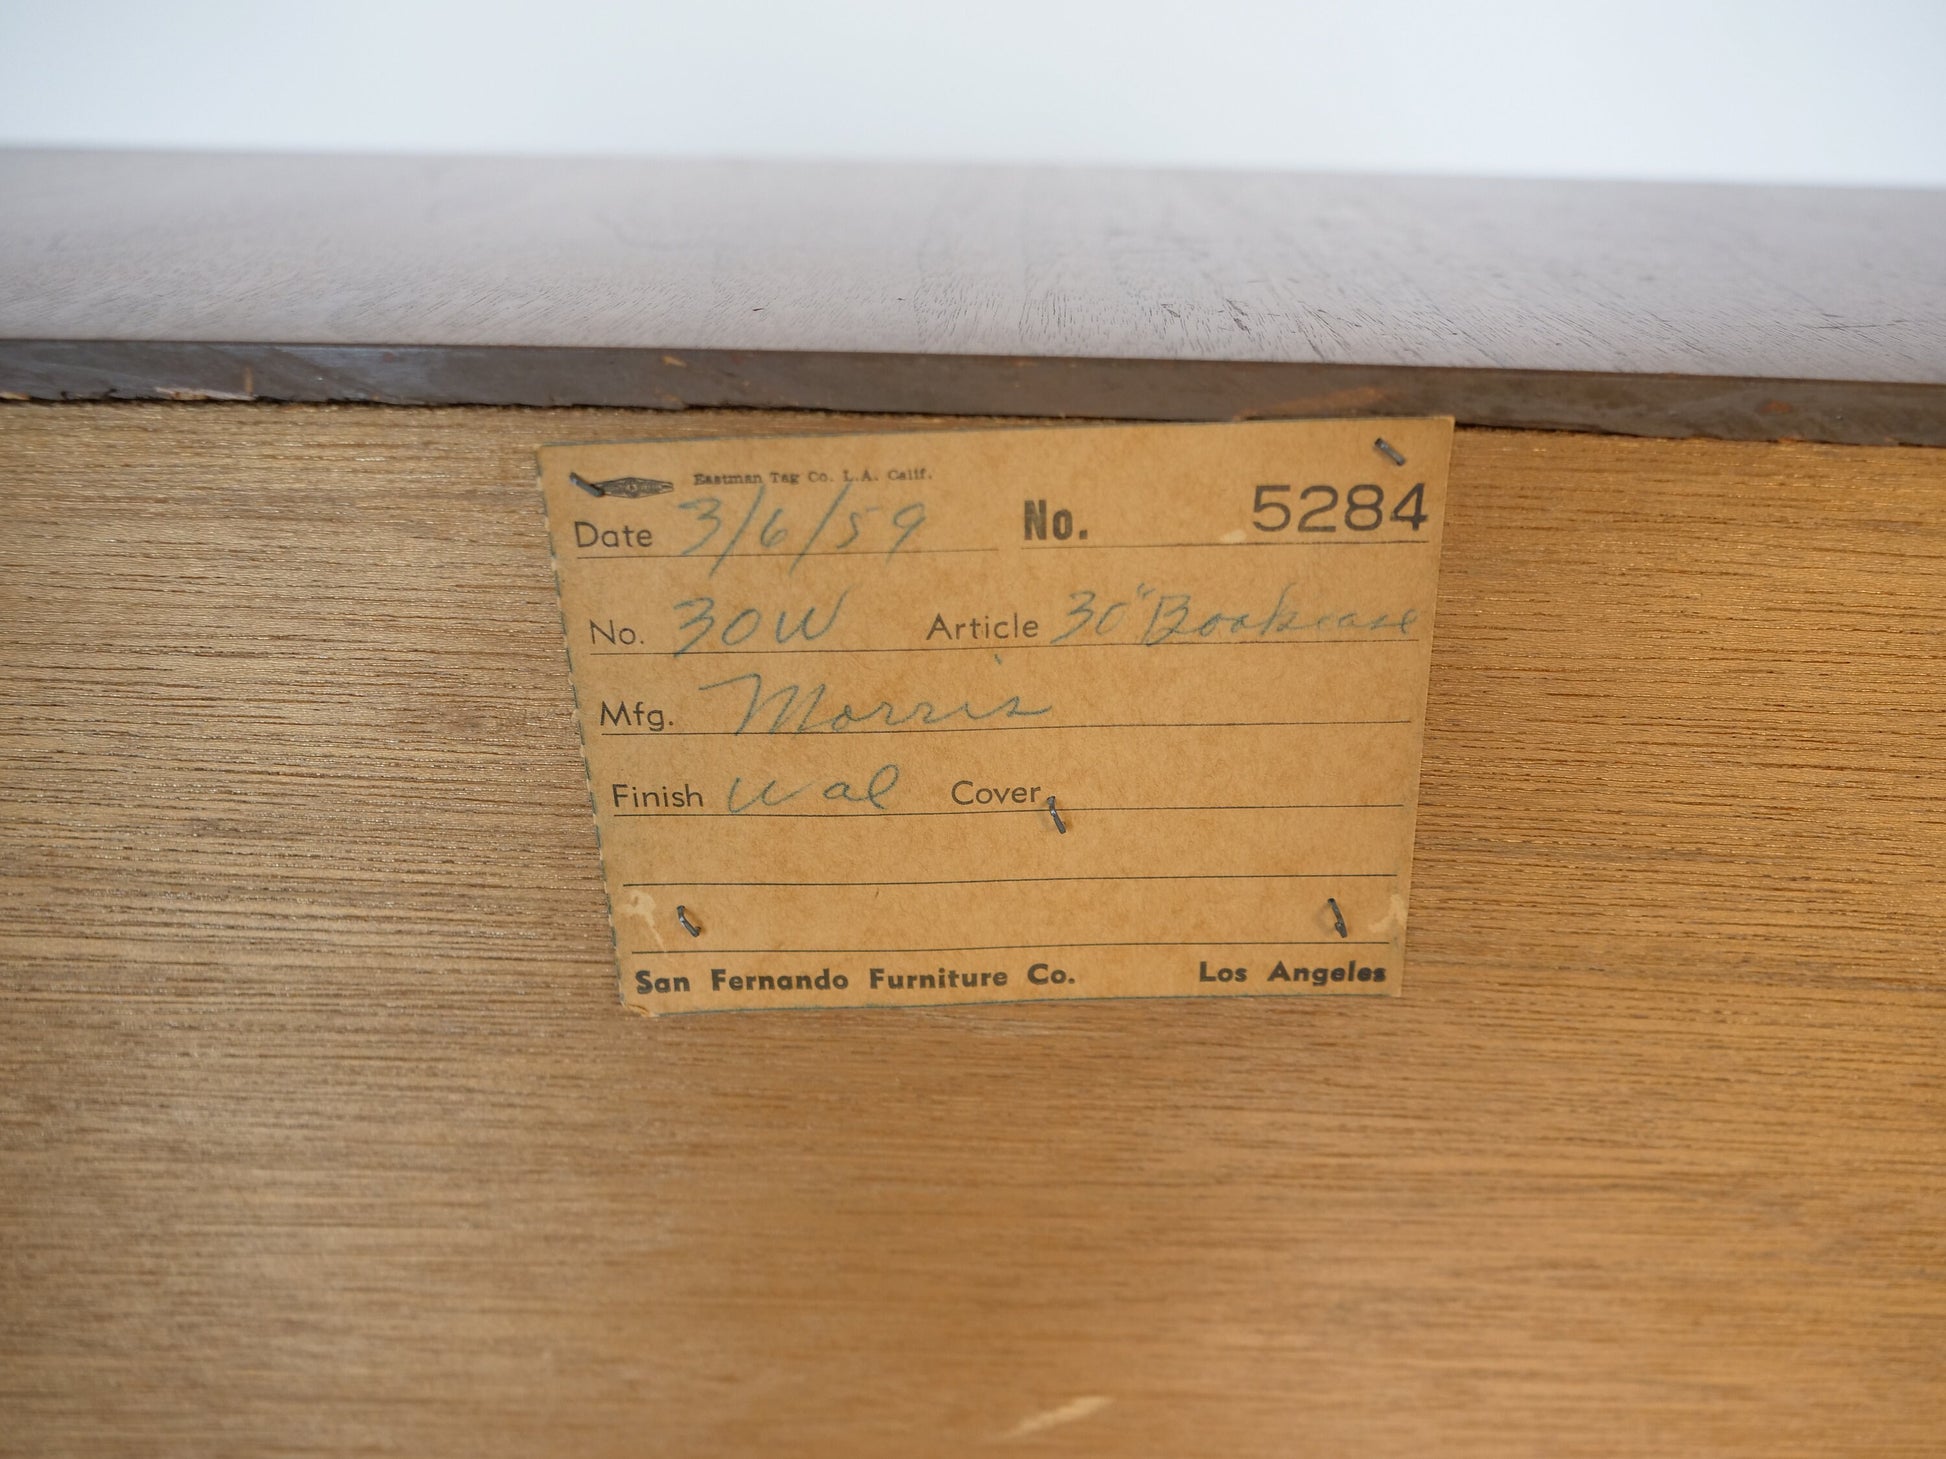 Eastman Tag Co. L.A. Calif.
Date 3/6/59 No. 5284
No. 30W Article 30" Bookcase
Mfg. Morris
Finish Wal Cover
San Fernando Furniture Co. Los Angeles